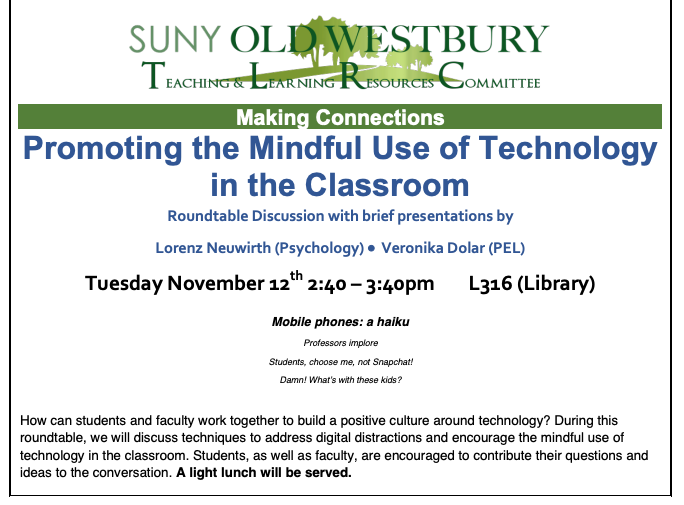 SUNY OLD WESTBURY
TEACHING & LEARNING RESOURCES COMMITTEE
Making Connections
Promoting the Mindful Use of Technology
in the Classroom
Roundtable Discussion with brief presentations by
Lorenz Neuwirth (Psychology) ● Veronika Dolar (PEL)
Tuesday November 12th 2:40 – 3:40pm L316 (Library)
Mobile phones: a haiku
Professors implore
Students, choose me, not Snapchat!
Damn! What's with these kids?
How can students and faculty work together to build a positive culture around technology? During this
roundtable, we will discuss techniques to address digital distractions and encourage the mindful use of
technology in the classroom. Students, as well as faculty, are encouraged to contribute their questions and
ideas to the conversation. A light lunch will be served.